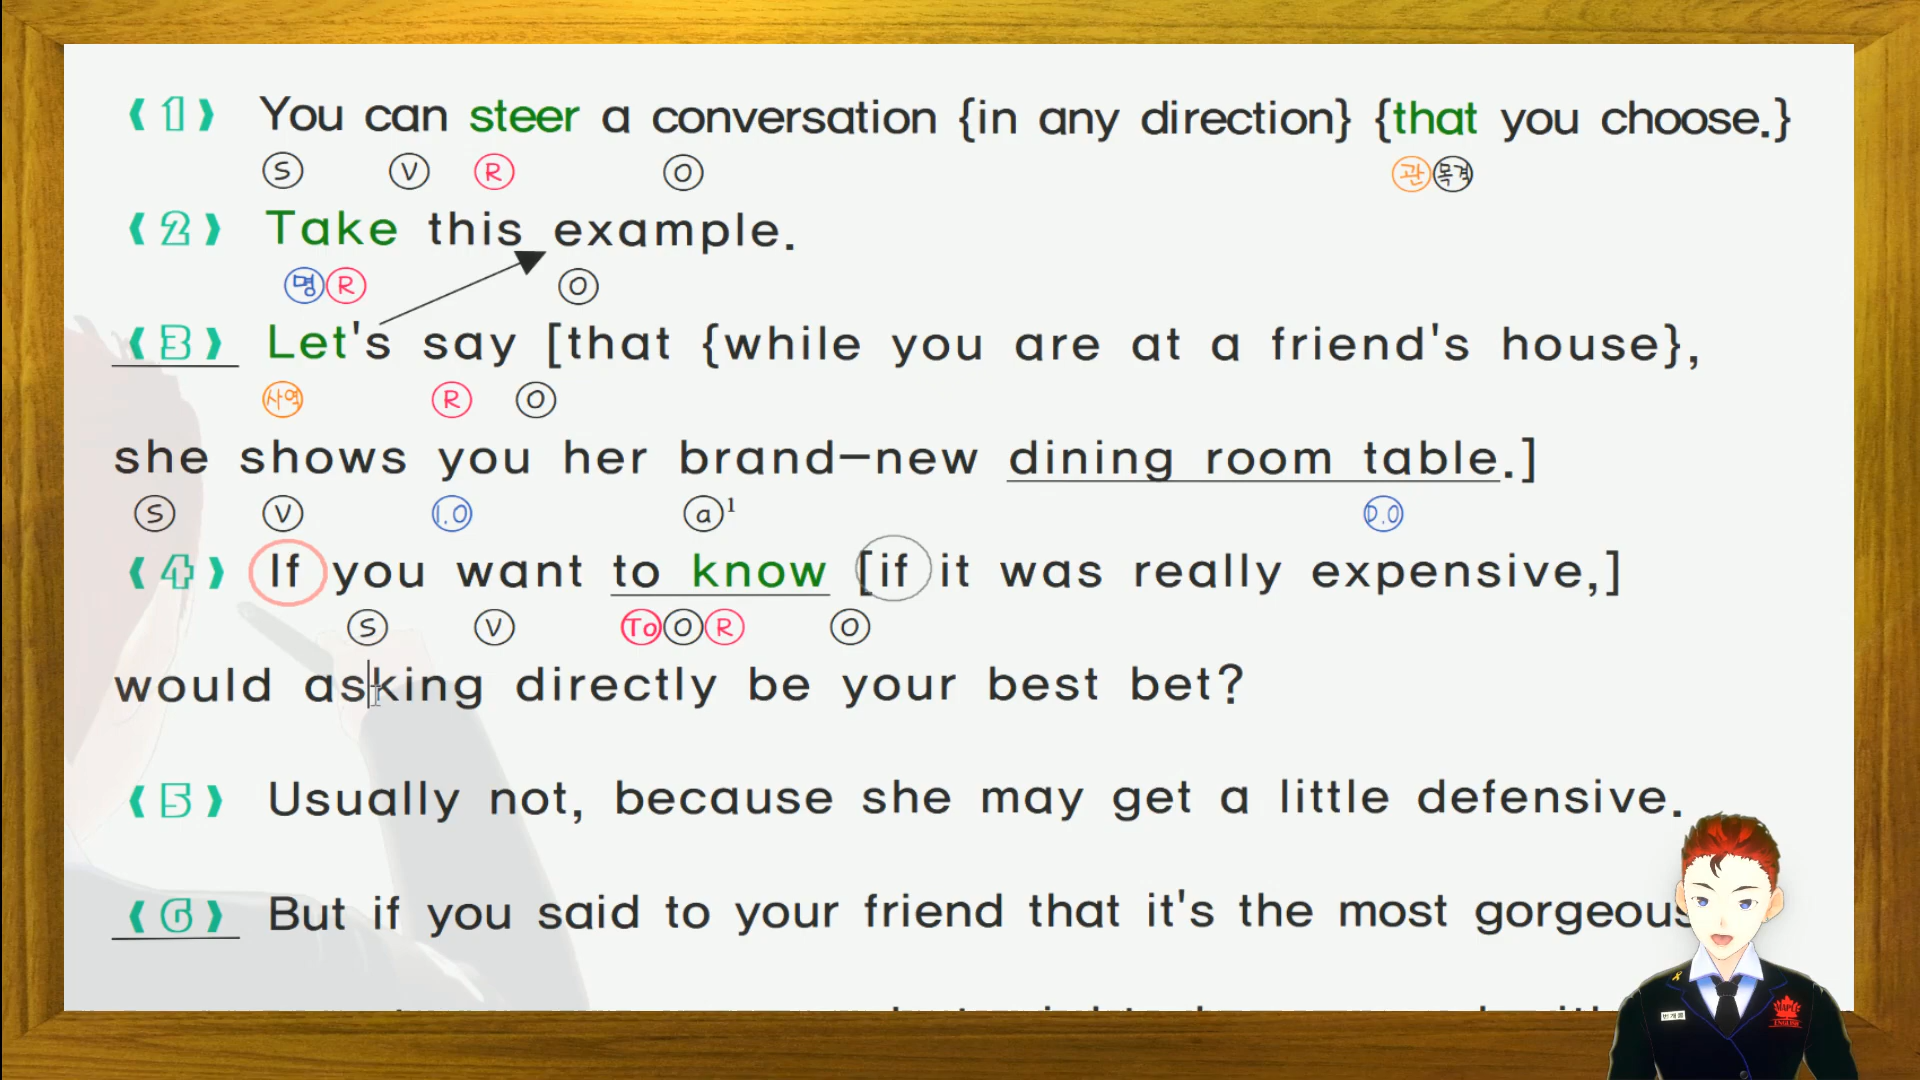 ❪1❫ You can steer a conversation {in any direction} {that you choose.}
S V R O 관 목격
❪2❫ Take this example.
명 R O
❪3❫ Let's say [that {while you are at a friend's house},
사역 R O
she shows you her brand-new dining room table.]
S V I.O a¹ D.O
❪4❫ If you want to know [if it was really expensive,]
S V To O R O
would asking directly be your best bet?
❪5❫ Usually not, because she may get a little defensive.
❪6❫ But if you said to your friend that it's the most gorgeous